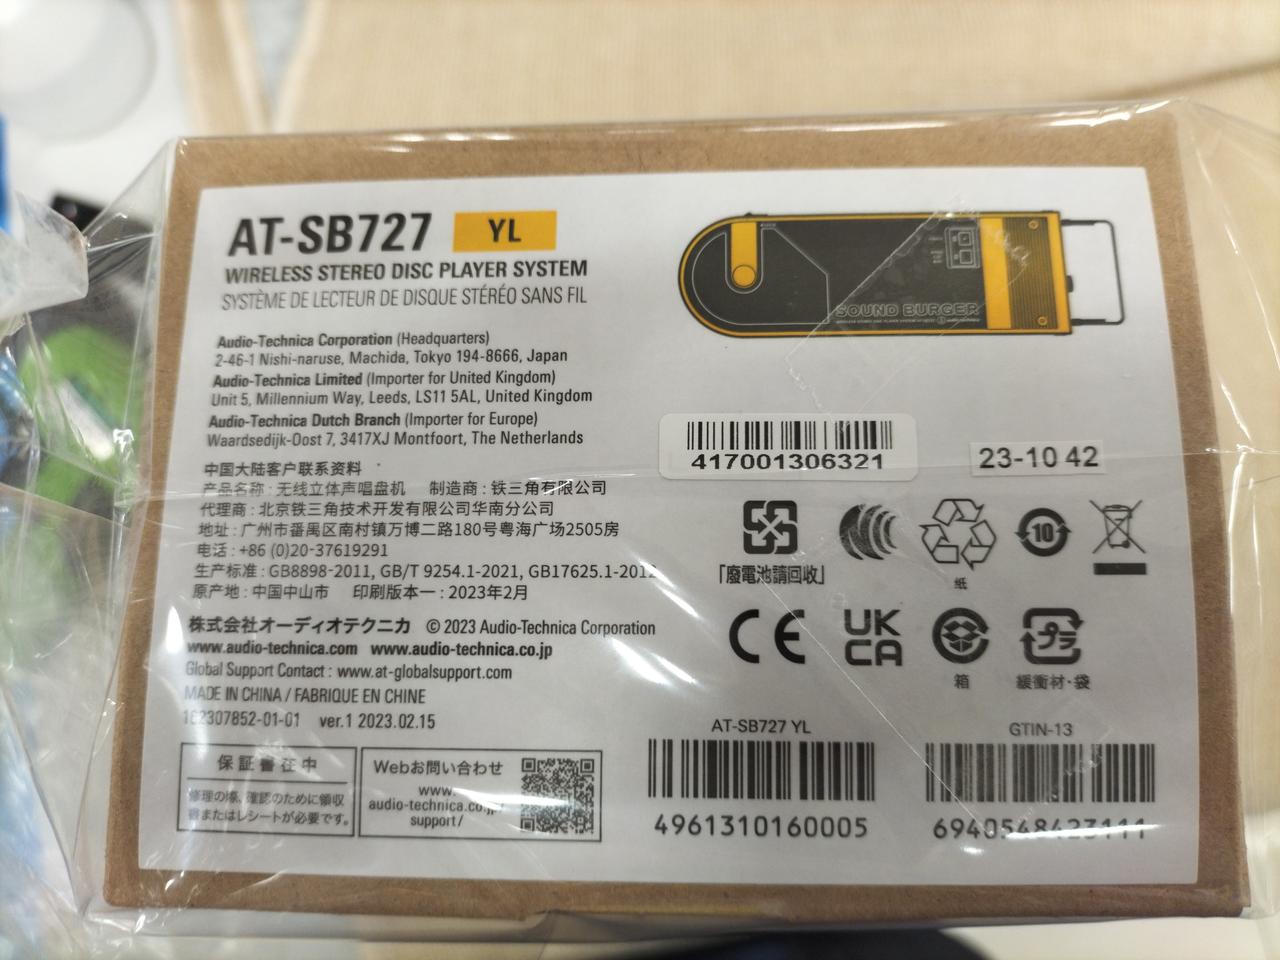 AT-SB727 YL
WIRELESS STEREO DISC PLAYER SYSTEM
SYSTÈME DE LECTEUR DE DISQUE STÉRÉO SANS FIL
Audio-Technica Corporation (Headquarters)
2-46-1 Nishi-naruse, Machida, Tokyo 194-8666, Japan
Audio-Technica Limited (Importer for United Kingdom)
Unit 5, Millennium Way, Leeds, LS11 5AL, United Kingdom
Audio-Technica Dutch Branch (Importer for Europe)
Waardsedijk-Oost 7, 3417XJ Montfoort, The Netherlands
中国大陆客户联系资料
产品名称：无线立体声唱盘机 制造商：铁三角有限公司
代理商：北京铁三角技术开发有限公司华南分公司
地址：广州市番禺区南村镇万博二路180号粤海广场2505房
电话：+86 (0)20-37619291
生产标准：GB8898-2011, GB/T 9254.1-2021, GB17625.1-2012
原产地：中国中山市 印刷版本一：2023年2月
株式会社オーディオテクニカ © 2023 Audio-Technica Corporation
www.audio-technica.com www.audio-technica.co.jp
Global Support Contact : www.at-globalsupport.com
MADE IN CHINA / FABRIQUE EN CHINE
162307852-01-01 ver.1 2023.02.15
保証書在中
修理の際、確認のために領収
書またはレシートが必要です。
Webお問い合わせ
www.
audio-technica.co.jp/
support/
SOUND BURGER
417001306321
23-10 42
「廢電池請回收」
纸
10
CE
UK
CA
箱
プラ
緩衝材・袋
AT-SB727 YL
4961310160005
GTIN-13
6940548423111